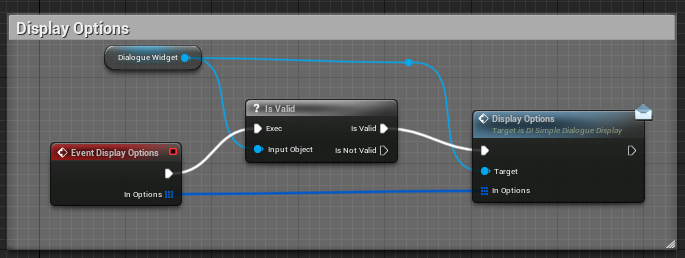 Display Options
Dialogue Widget
? Is Valid
Exec
Is Valid
Input Object
Is Not Valid
Event Display Options
In Options
Display Options
Target is DI Simple Dialogue Display
Target
In Options